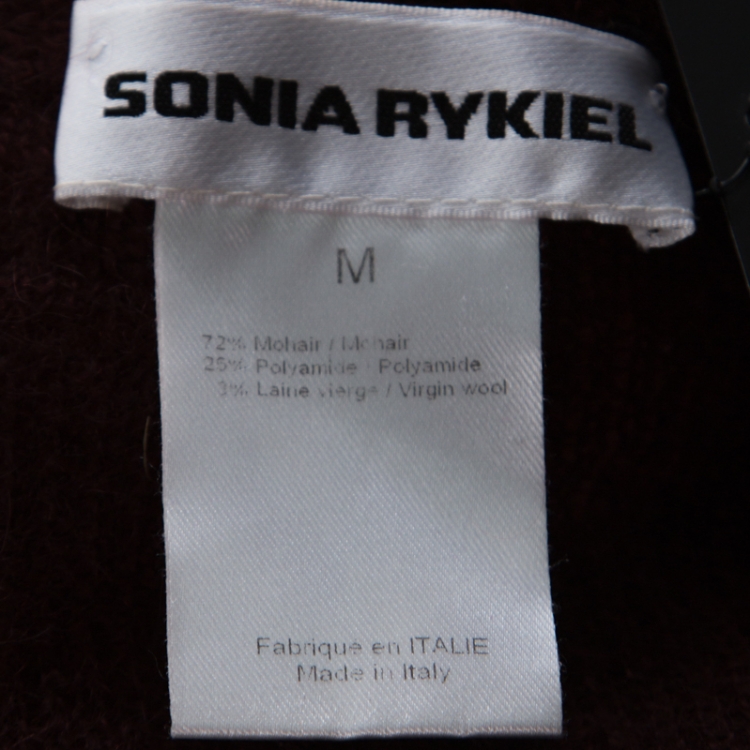 SONIA RYKIEL
M
72% Mohair / Mohair
25% Polyamide / Polyamide
3% Laine vierge / Virgin wool
Fabriqué en ITALIE
Made in Italy